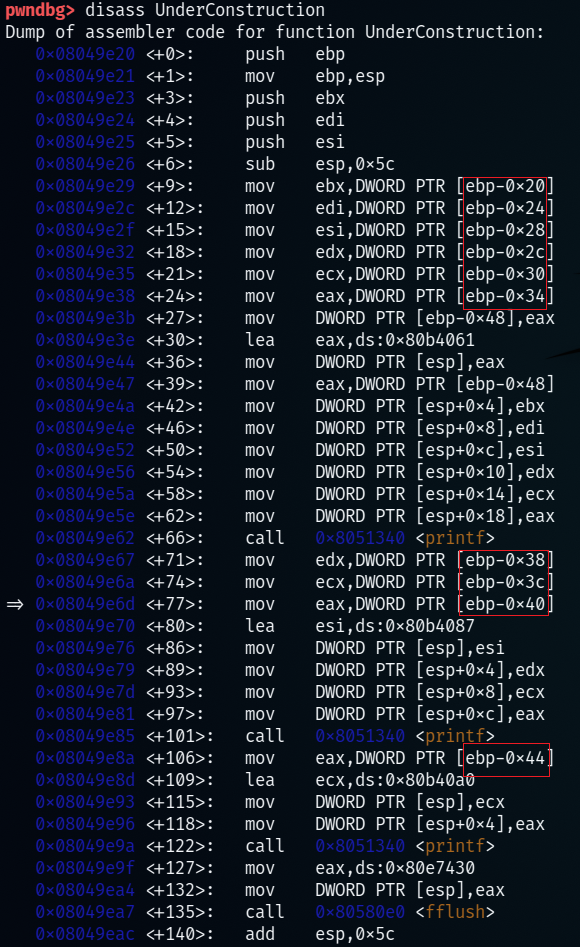 pwndbg> disass UnderConstruction
Dump of assembler code for function UnderConstruction:
0x08049e20 <+0>: push ebp
0x08049e21 <+1>: mov ebp,esp
0x08049e23 <+3>: push ebx
0x08049e24 <+4>: push edi
0x08049e25 <+5>: push esi
0x08049e26 <+6>: sub esp,0x5c
0x08049e29 <+9>: mov ebx,DWORD PTR [ebp-0x20]
0x08049e2c <+12>: mov edi,DWORD PTR [ebp-0x24]
0x08049e2f <+15>: mov esi,DWORD PTR [ebp-0x28]
0x08049e32 <+18>: mov edx,DWORD PTR [ebp-0x2c]
0x08049e35 <+21>: mov ecx,DWORD PTR [ebp-0x30]
0x08049e38 <+24>: mov eax,DWORD PTR [ebp-0x34]
0x08049e3b <+27>: mov DWORD PTR [ebp-0x48],eax
0x08049e3e <+30>: lea eax,ds:0x80b4061
0x08049e44 <+36>: mov DWORD PTR [esp],eax
0x08049e47 <+39>: mov eax,DWORD PTR [ebp-0x48]
0x08049e4a <+42>: mov DWORD PTR [esp+0x4],ebx
0x08049e4e <+46>: mov DWORD PTR [esp+0x8],edi
0x08049e52 <+50>: mov DWORD PTR [esp+0xc],esi
0x08049e56 <+54>: mov DWORD PTR [esp+0x10],edx
0x08049e5a <+58>: mov DWORD PTR [esp+0x14],ecx
0x08049e5e <+62>: mov DWORD PTR [esp+0x18],eax
0x08049e62 <+66>: call 0x8051340 <printf>
0x08049e67 <+71>: mov edx,DWORD PTR [ebp-0x38]
0x08049e6a <+74>: mov ecx,DWORD PTR [ebp-0x3c]
=> 0x08049e6d <+77>: mov eax,DWORD PTR [ebp-0x40]
0x08049e70 <+80>: lea esi,ds:0x80b4087
0x08049e76 <+86>: mov DWORD PTR [esp],esi
0x08049e79 <+89>: mov DWORD PTR [esp+0x4],edx
0x08049e7d <+93>: mov DWORD PTR [esp+0x8],ecx
0x08049e81 <+97>: mov DWORD PTR [esp+0xc],eax
0x08049e85 <+101>: call 0x8051340 <printf>
0x08049e8a <+106>: mov eax,DWORD PTR [ebp-0x44]
0x08049e8d <+109>: lea ecx,ds:0x80b40a0
0x08049e93 <+115>: mov DWORD PTR [esp],ecx
0x08049e96 <+118>: mov DWORD PTR [esp+0x4],eax
0x08049e9a <+122>: call 0x8051340 <printf>
0x08049e9f <+127>: mov eax,ds:0x80e7430
0x08049ea4 <+132>: mov DWORD PTR [esp],eax
0x08049ea7 <+135>: call 0x80580e0 <fflush>
0x08049eac <+140>: add esp,0x5c